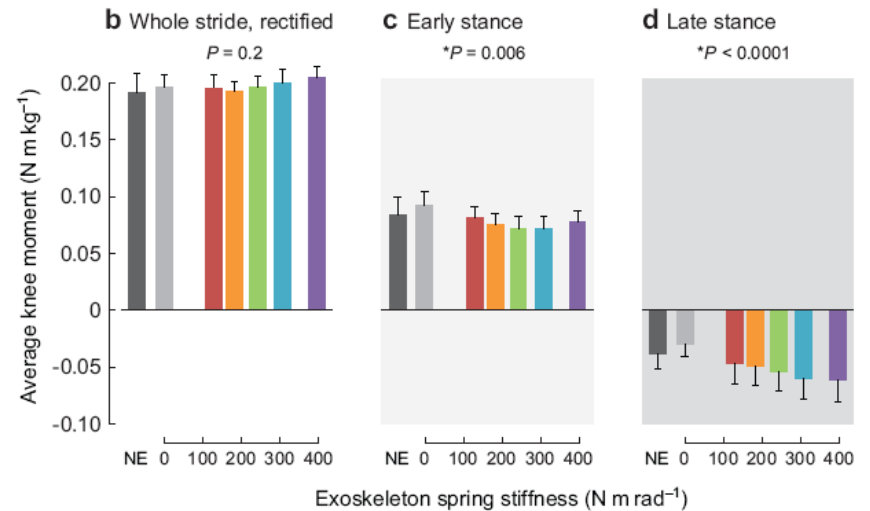 b Whole stride, rectified
P = 0.2
c Early stance
*P = 0.006
d Late stance
*P < 0.0001
Average knee moment (N m kg⁻¹)
0.20
0.15
0.10
0.05
0
-0.05
-0.10
NE 0 100 200 300 400
NE 0 100 200 300 400
NE 0 100 200 300 400
Exoskeleton spring stiffness (N m rad⁻¹)